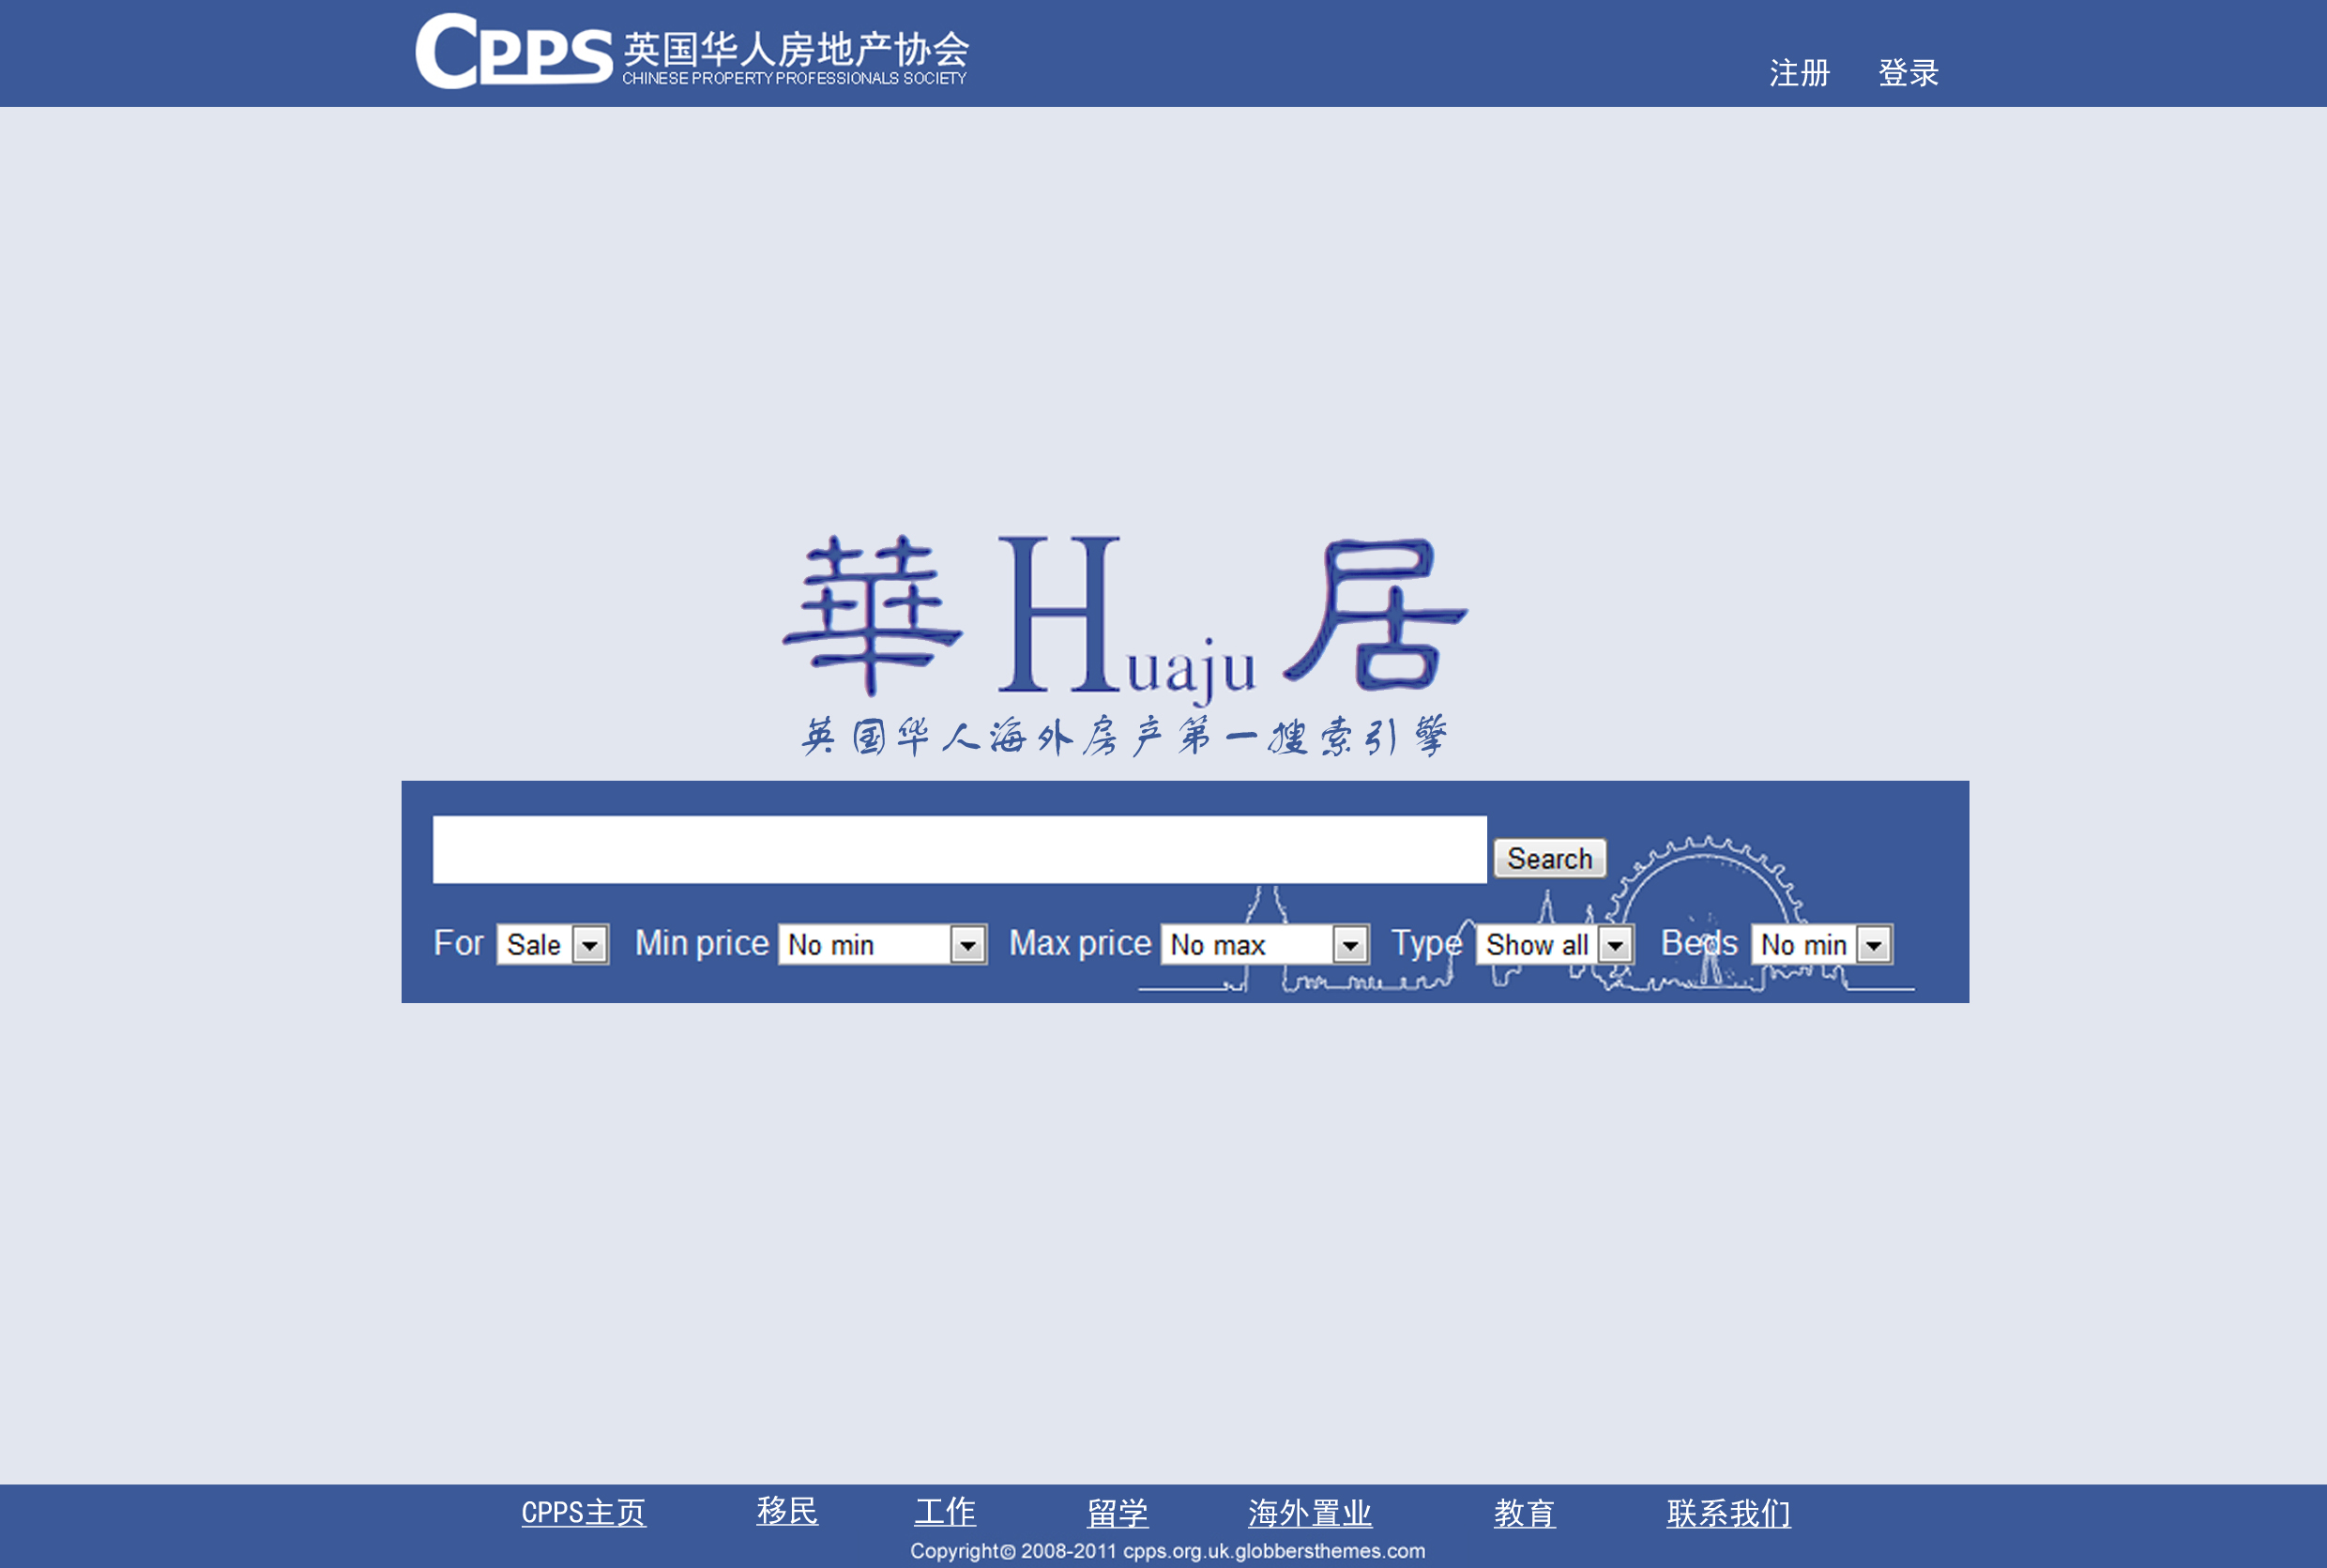 CPPS 英国华人房地产协会
CHINESE PROPERTY PROFESSIONALS SOCIETY
注册 登录
華 Huaju 居
英国华人海外房产第一搜索引擎
Search
For Sale Min price No min Max price No max Type Show all Beds No min
CPPS主页 移民 工作 留学 海外置业 教育 联系我们
Copyright© 2008-2011 cpps.org.uk.globbersthemes.com